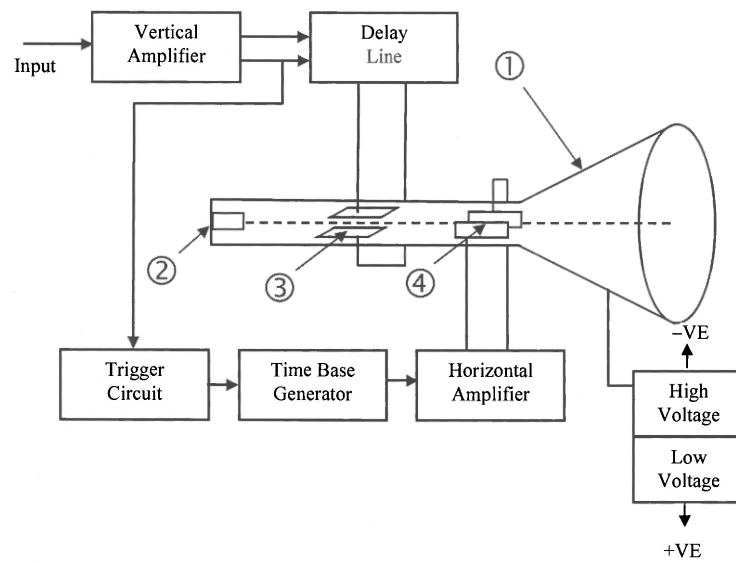 Input
Vertical
Amplifier
Delay
Line
①
②
③
④
Trigger
Circuit
Time Base
Generator
Horizontal
Amplifier
–VE
High
Voltage
Low
Voltage
+VE